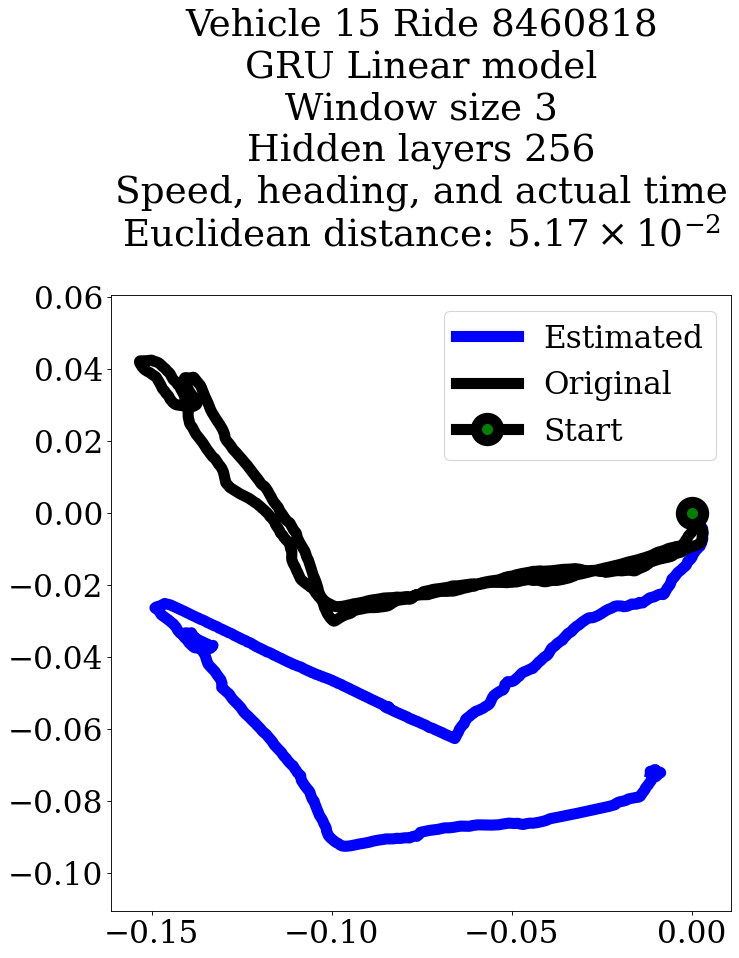 Vehicle 15 Ride 8460818
GRU Linear model
Window size 3
Hidden layers 256
Speed, heading, and actual time
Euclidean distance: 5.17 × 10⁻²
0.06
0.04
0.02
0.00
−0.02
−0.04
−0.06
−0.08
−0.10
Estimated
Original
Start
−0.15
−0.10
−0.05
0.00